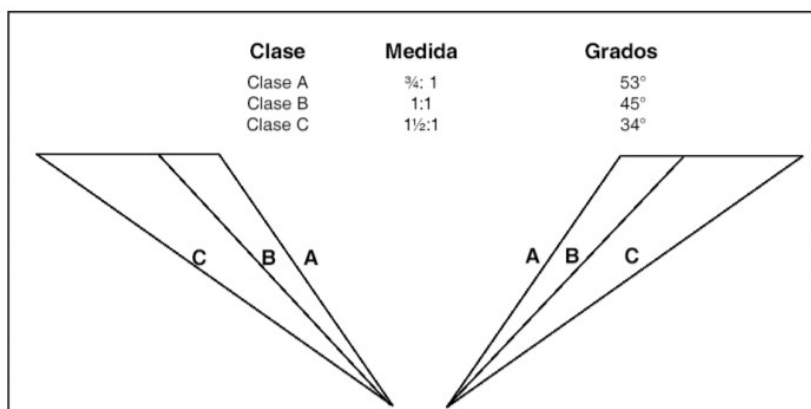 Clase Medida Grados
Clase A ¾: 1 53°
Clase B 1:1 45°
Clase C 1½:1 34°
C B A A B C